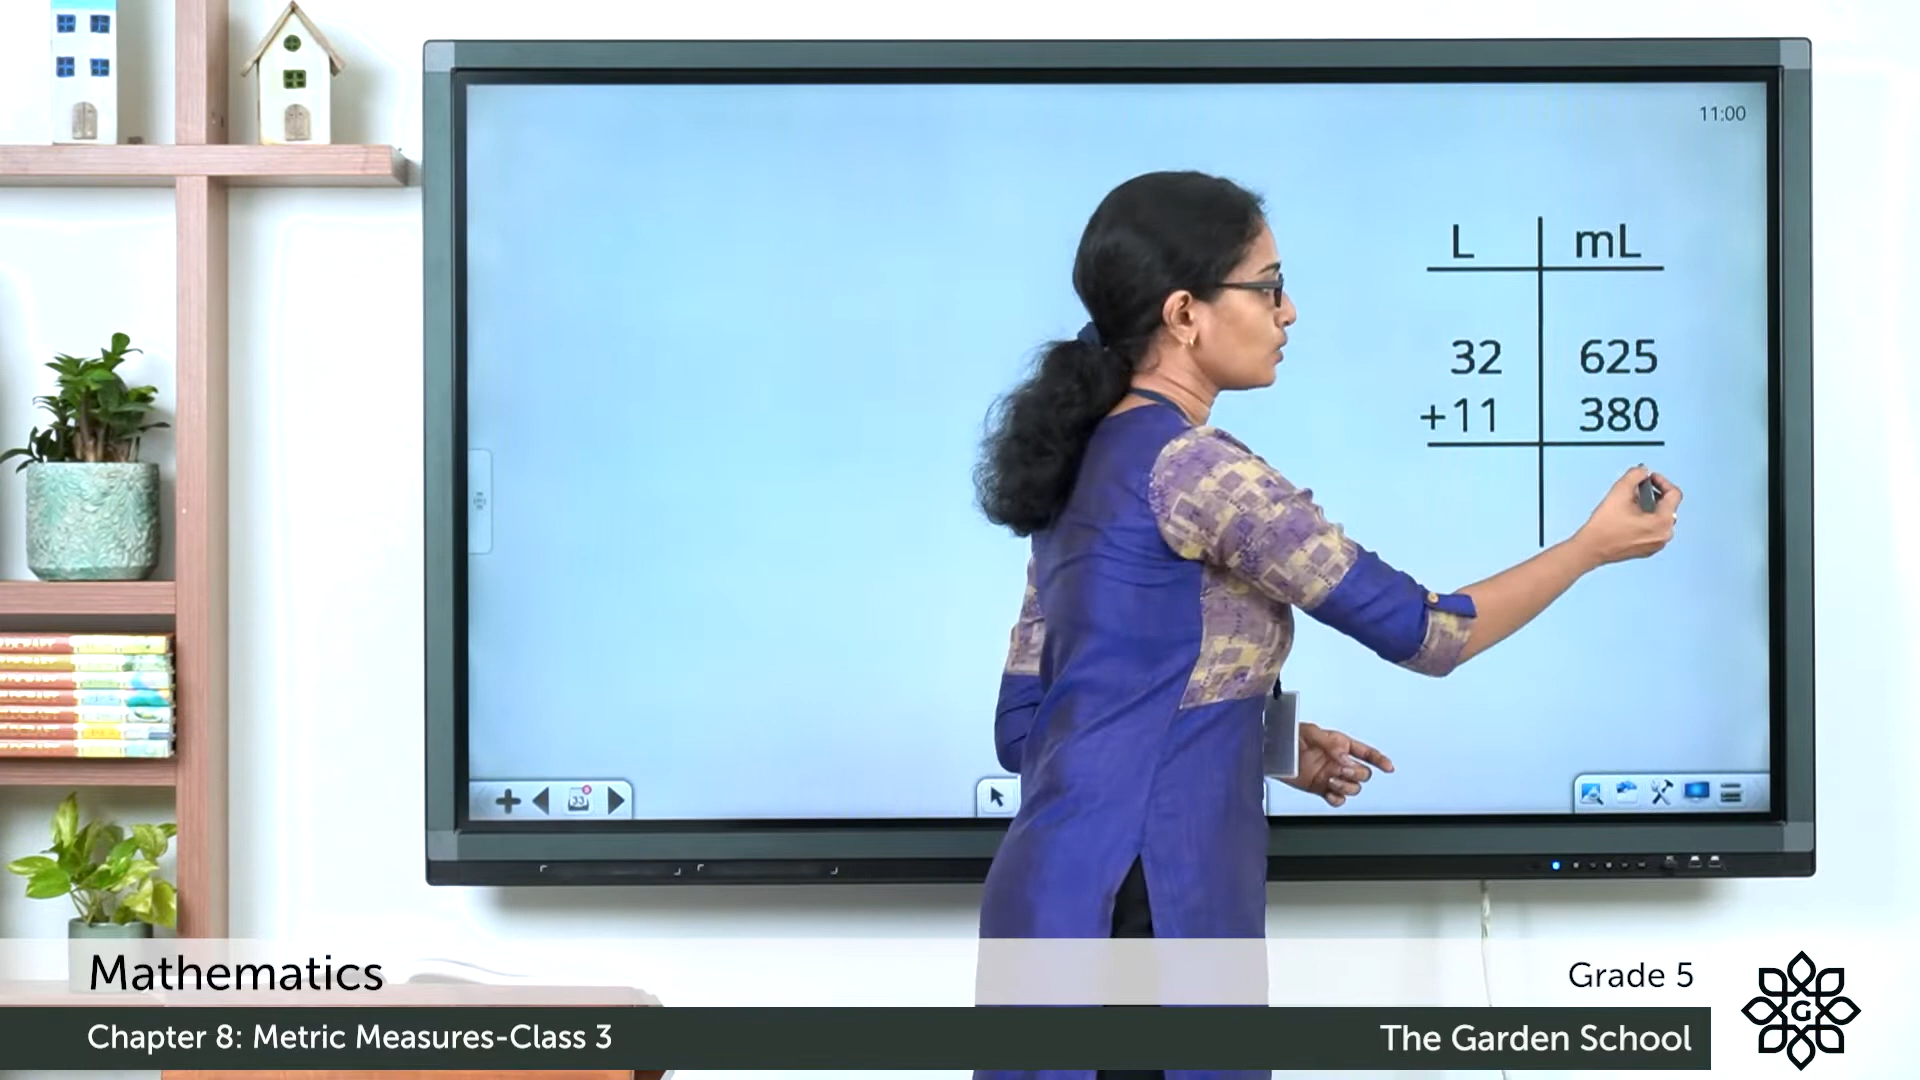 11:00
L mL
32 625
+11 380
33
Mathematics
Grade 5
Chapter 8: Metric Measures-Class 3
The Garden School
G